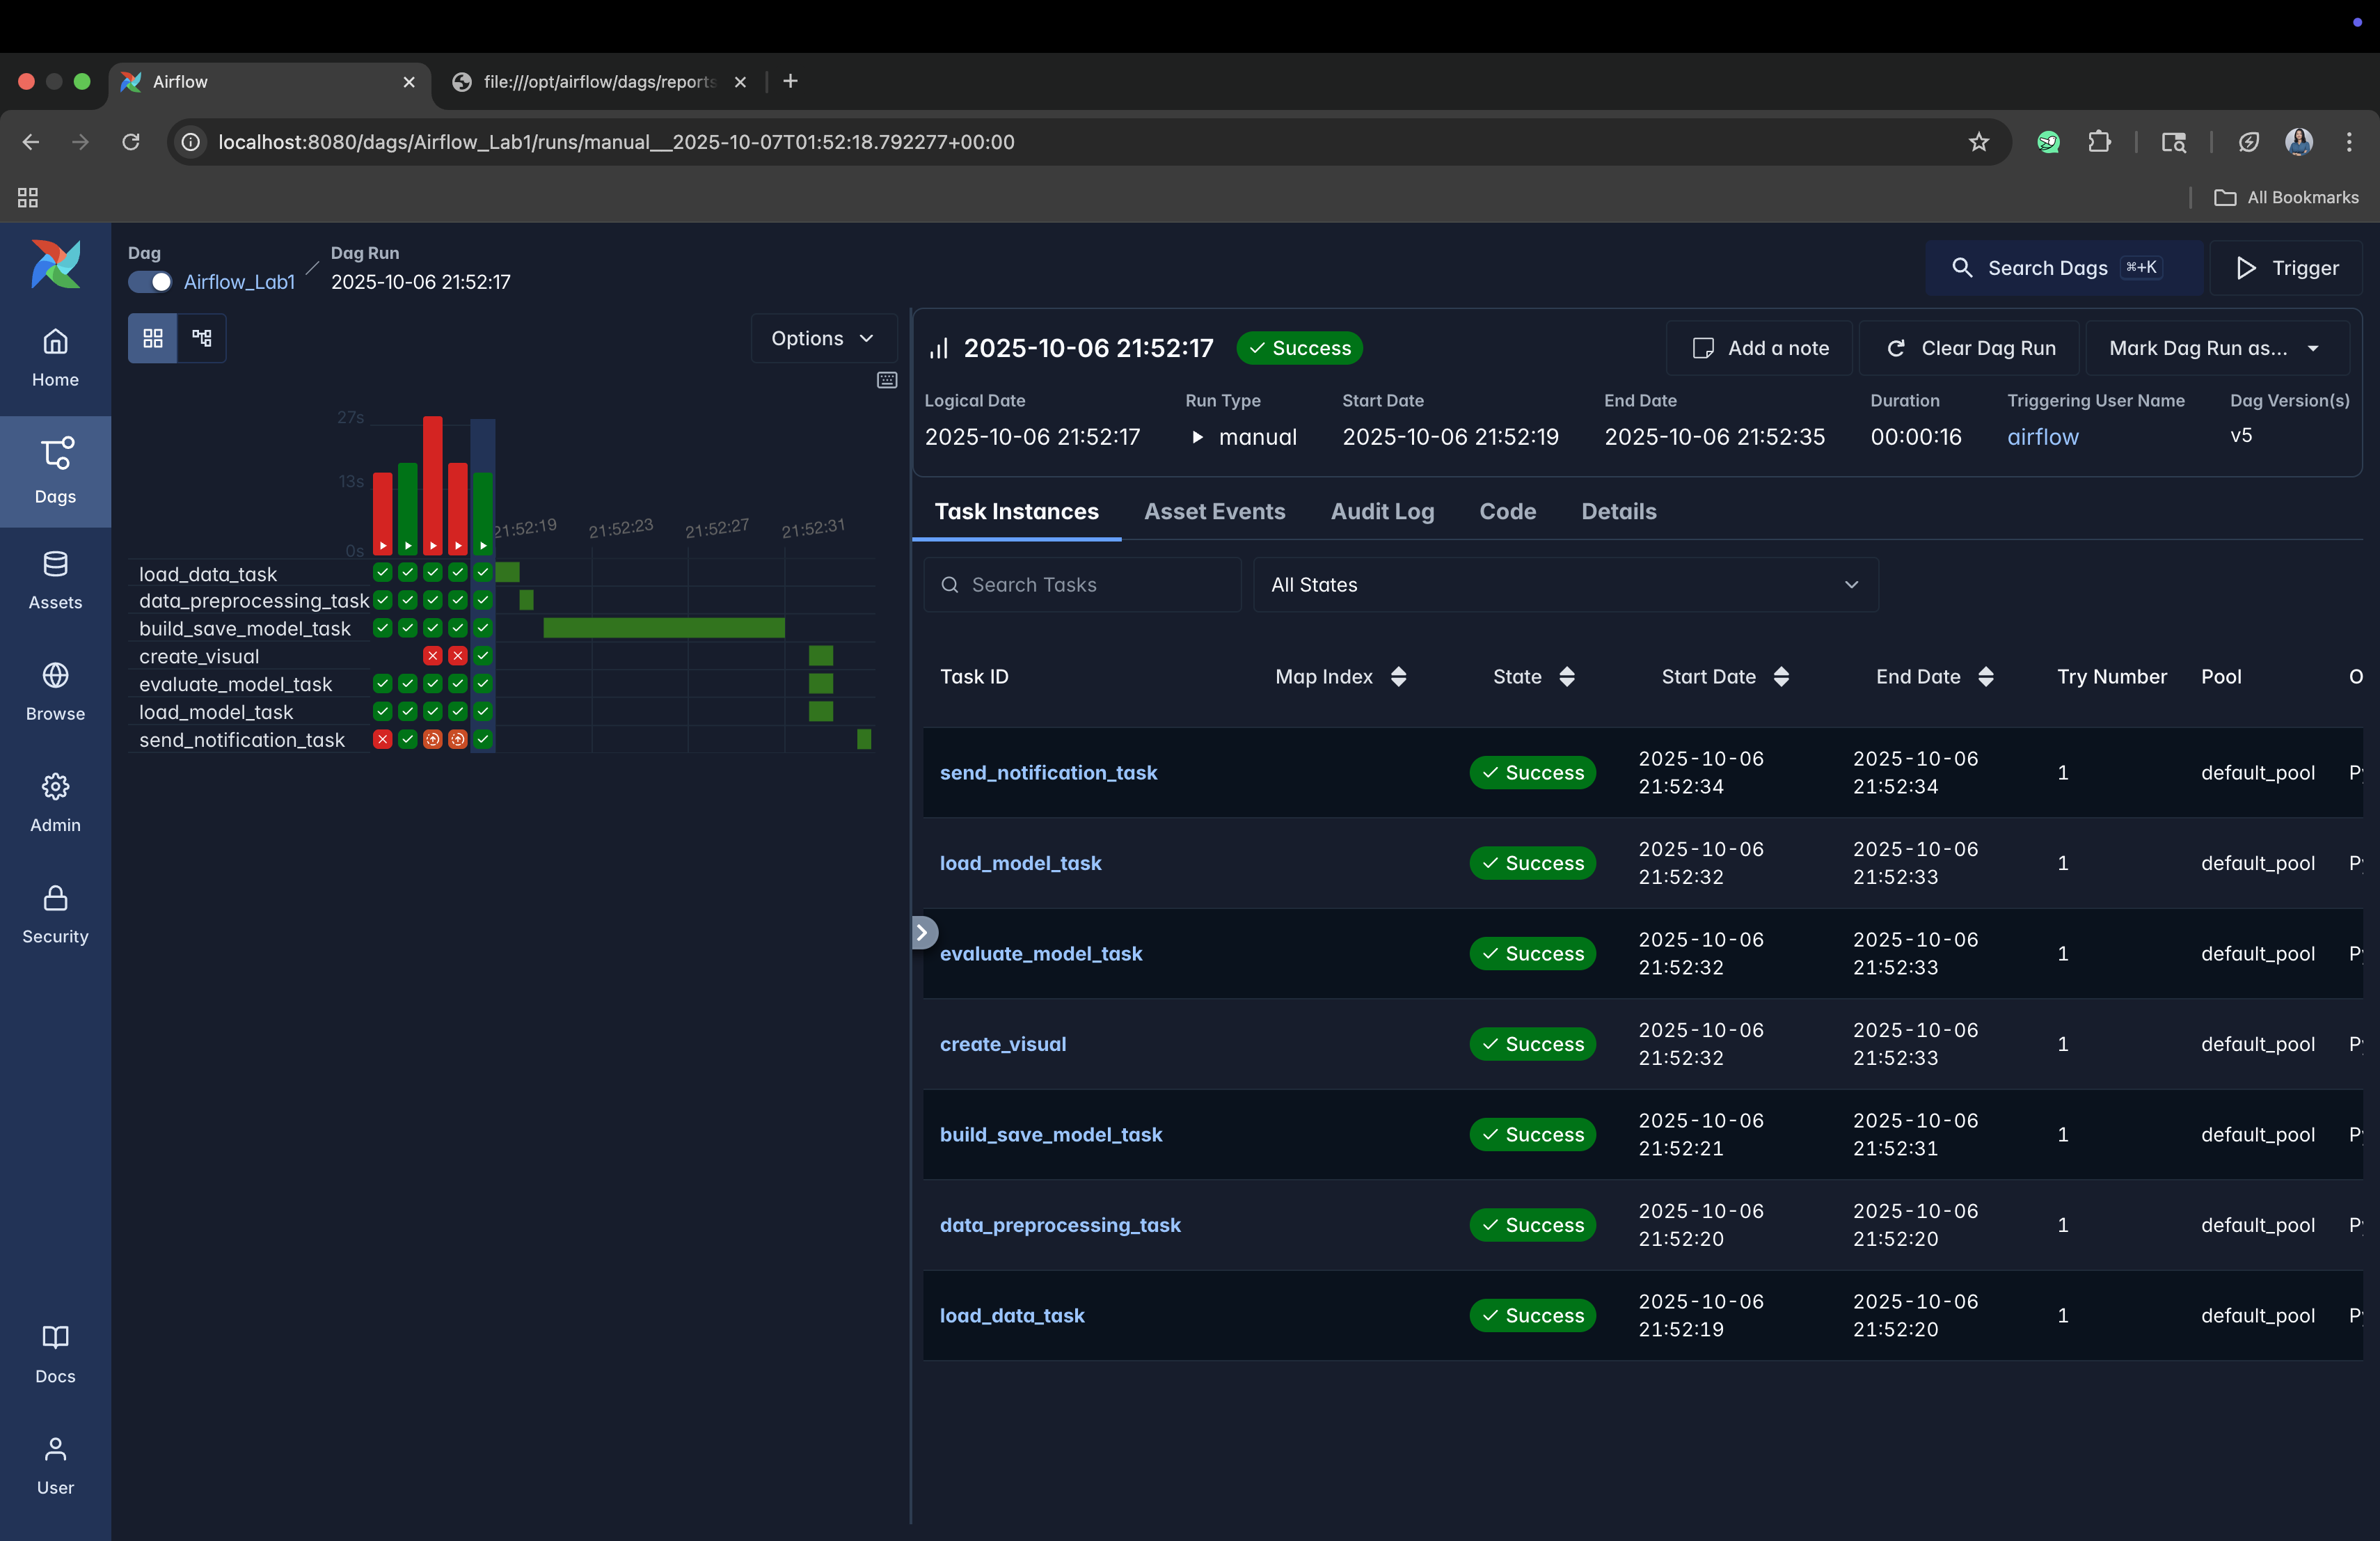 Airflow
file:///opt/airflow/dags/reports
localhost:8080/dags/Airflow_Lab1/runs/manual__2025-10-07T01:52:18.792277+00:00
All Bookmarks
Home
Dags
Assets
Browse
Admin
Security
Docs
User
Dag
Airflow_Lab1
Dag Run
2025-10-06 21:52:17
Search Dags ⌘+K
Trigger
Options
27s
13s
0s
21:52:19 21:52:23 21:52:27 21:52:31
load_data_task
data_preprocessing_task
build_save_model_task
create_visual
evaluate_model_task
load_model_task
send_notification_task
2025-10-06 21:52:17 Success
Add a note
Clear Dag Run
Mark Dag Run as...
Logical Date Run Type Start Date End Date Duration Triggering User Name Dag Version(s)
2025-10-06 21:52:17 manual 2025-10-06 21:52:19 2025-10-06 21:52:35 00:00:16 airflow v5
Task Instances Asset Events Audit Log Code Details
Search Tasks
All States
Task ID Map Index State Start Date End Date Try Number Pool
send_notification_task Success 2025-10-06 21:52:34 2025-10-06 21:52:34 1 default_pool
load_model_task Success 2025-10-06 21:52:32 2025-10-06 21:52:33 1 default_pool
evaluate_model_task Success 2025-10-06 21:52:32 2025-10-06 21:52:33 1 default_pool
create_visual Success 2025-10-06 21:52:32 2025-10-06 21:52:33 1 default_pool
build_save_model_task Success 2025-10-06 21:52:21 2025-10-06 21:52:31 1 default_pool
data_preprocessing_task Success 2025-10-06 21:52:20 2025-10-06 21:52:20 1 default_pool
load_data_task Success 2025-10-06 21:52:19 2025-10-06 21:52:20 1 default_pool